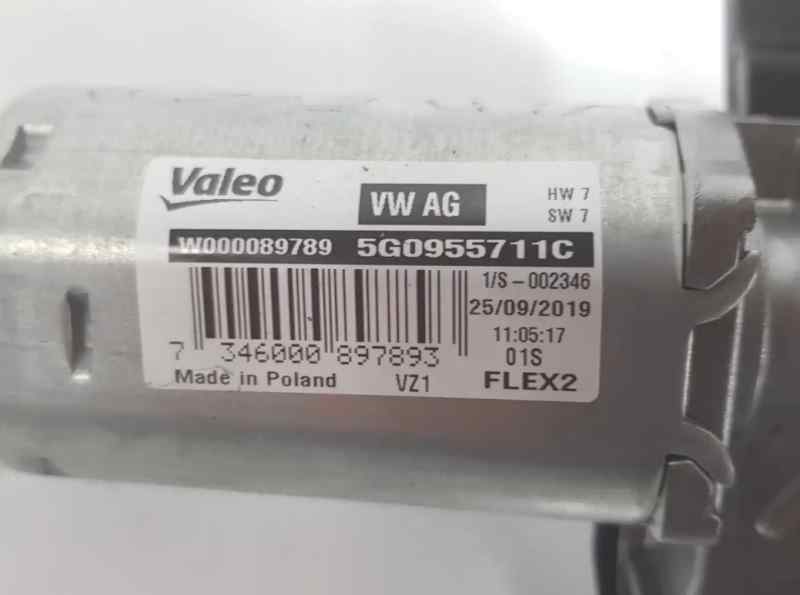 Valeo
VW AG
HW 7
SW 7
W000089789 5G0955711C
1/S-002346
25/09/2019
11:05:17
7 346000 897893 01S
Made in Poland VZ1 FLEX2